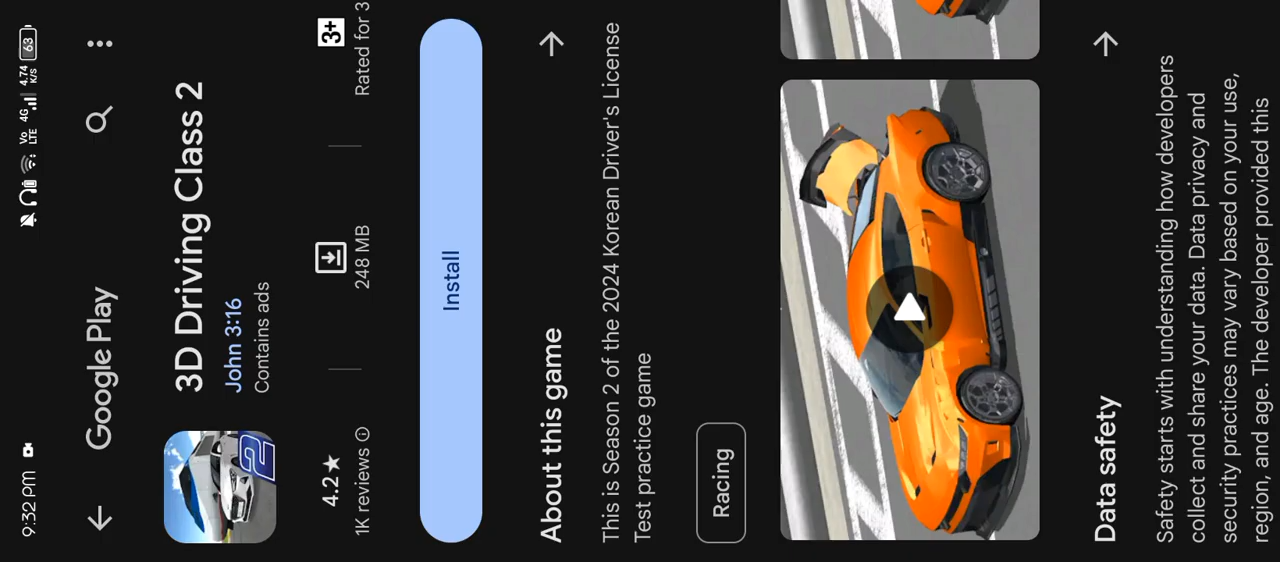 9:32 PM Vo LTE 4G 4.74 K/S 63
Google Play
3D Driving Class 2
John 3:16
Contains ads
2
4.2★
1K reviews
248 MB
3+
Rated for 3
Install
About this game
This is Season 2 of the 2024 Korean Driver's License
Test practice game
Racing
Data safety
Safety starts with understanding how developers
collect and share your data. Data privacy and
security practices may vary based on your use,
region, and age. The developer provided this